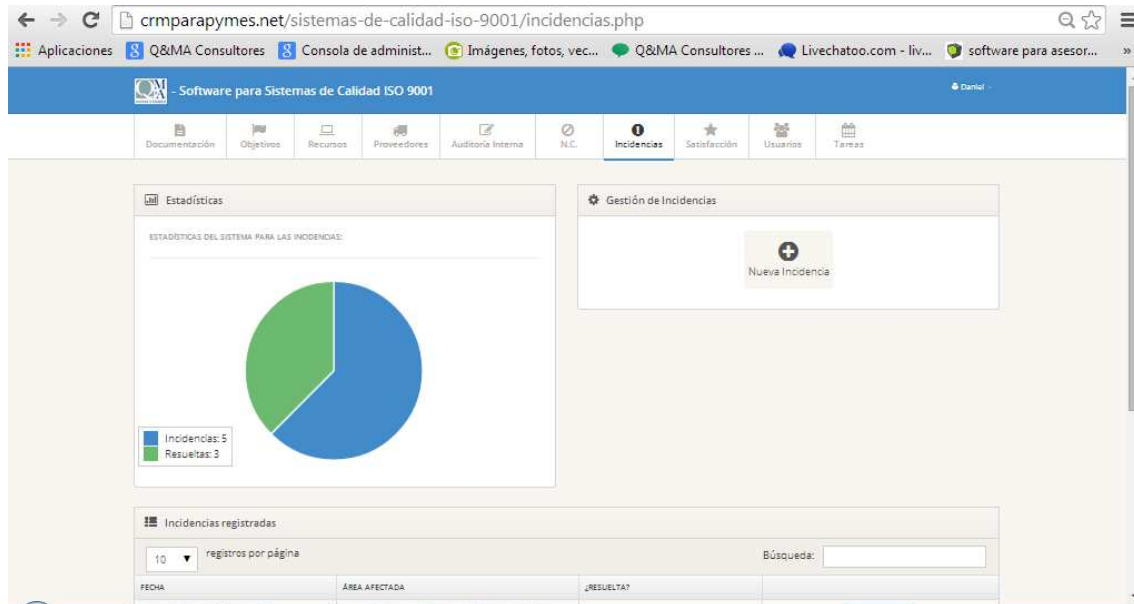 crmparapymes.net/sistemas-de-calidad-iso-9001/incidencias.php
Aplicaciones Q&MA Consultores Consola de administ... Imágenes, fotos, vec... Q&MA Consultores ... Livechatoo.com - liv... software para asesor... »
- Software para Sistemas de Calidad ISO 9001 Daniel
Documentación Objetivos Recursos Proveedores Auditoría Interna N.C. Incidencias Satisfacción Usuarios Tareas
Estadísticas
ESTADÍSTICAS DEL SISTEMA PARA LAS INCIDENCIAS:
Incidencias: 5
Resueltas: 3
Gestión de Incidencias
Nueva Incidencia
Incidencias registradas
10 registros por página Búsqueda:
FECHA ÁREA AFECTADA ¿RESUELTA?